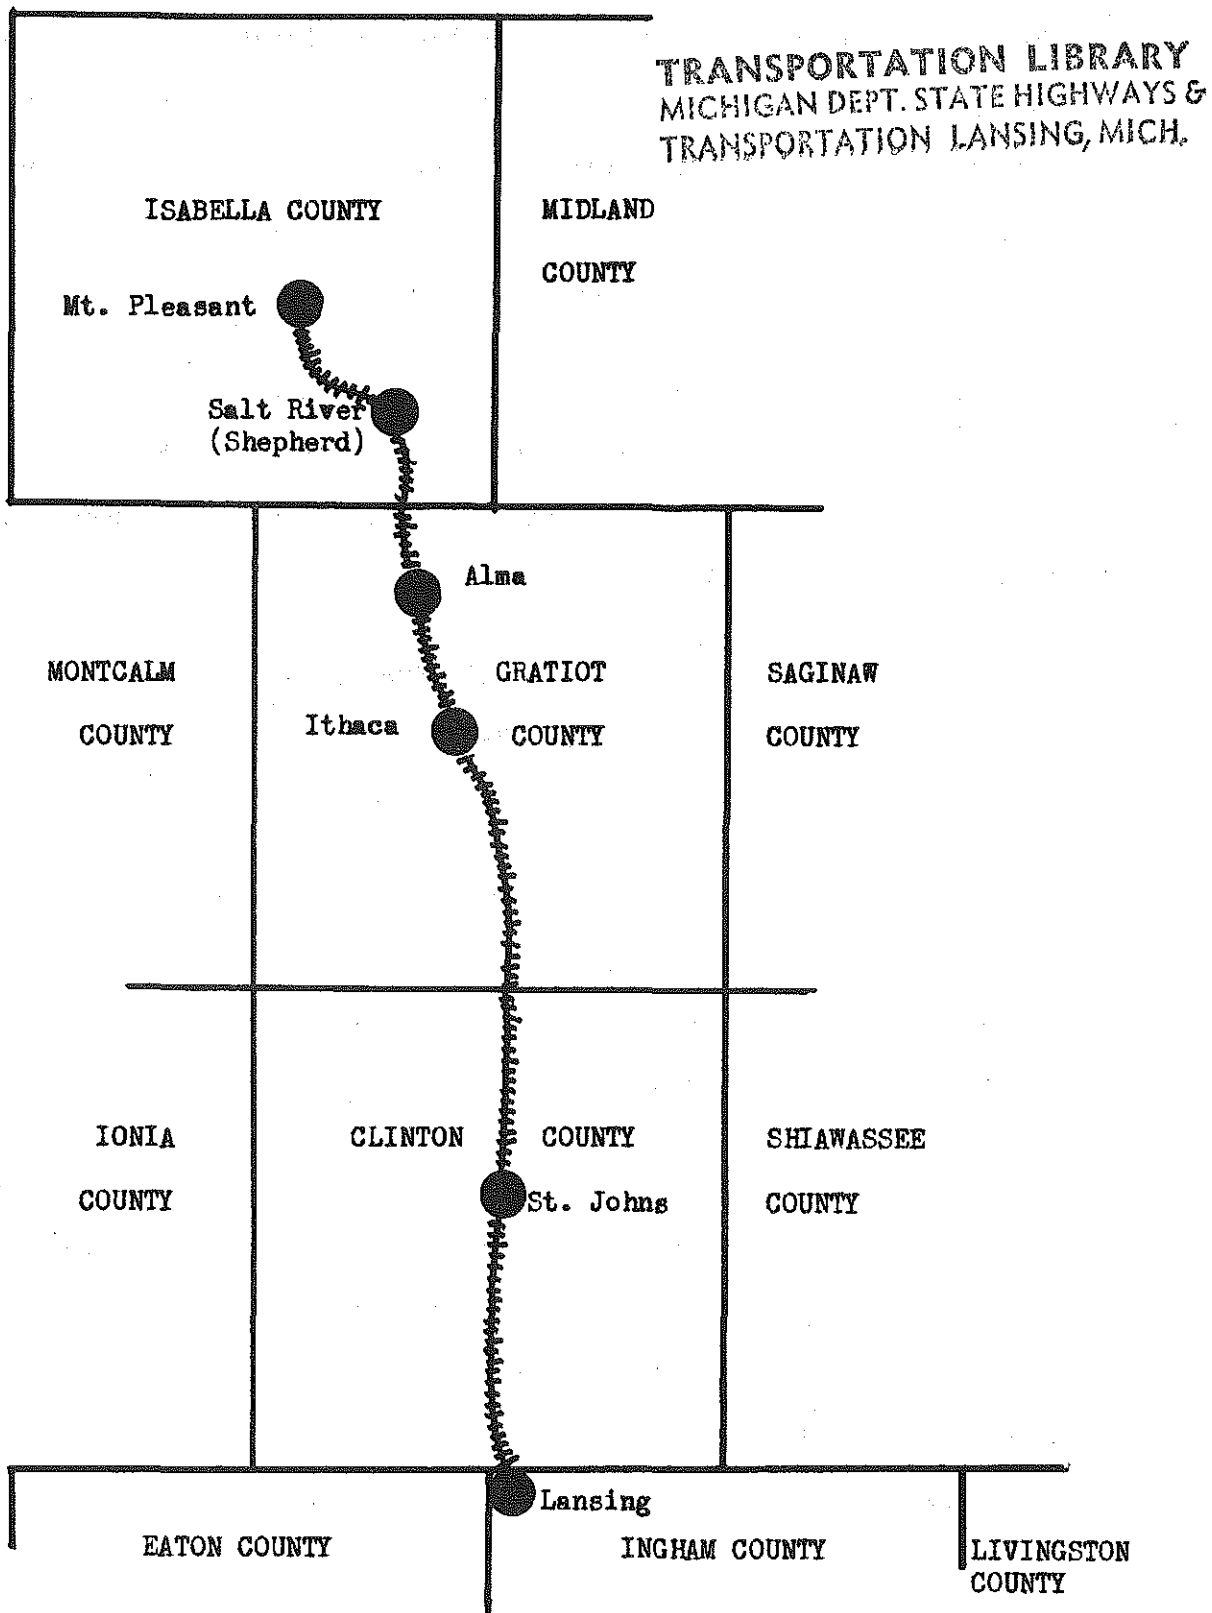 TRANSPORTATION LIBRARY
MICHIGAN DEPT. STATE HIGHWAYS &
TRANSPORTATION LANSING, MICH.
ISABELLA COUNTY
MIDLAND
COUNTY
Mt. Pleasant
Salt River
(Shepherd)
Alma
MONTCALM
COUNTY
GRATIOT
COUNTY
SAGINAW
COUNTY
Ithaca
IONIA
COUNTY
CLINTON COUNTY
SHIAWASSEE
COUNTY
St. Johns
Lansing
EATON COUNTY
INGHAM COUNTY
LIVINGSTON
COUNTY